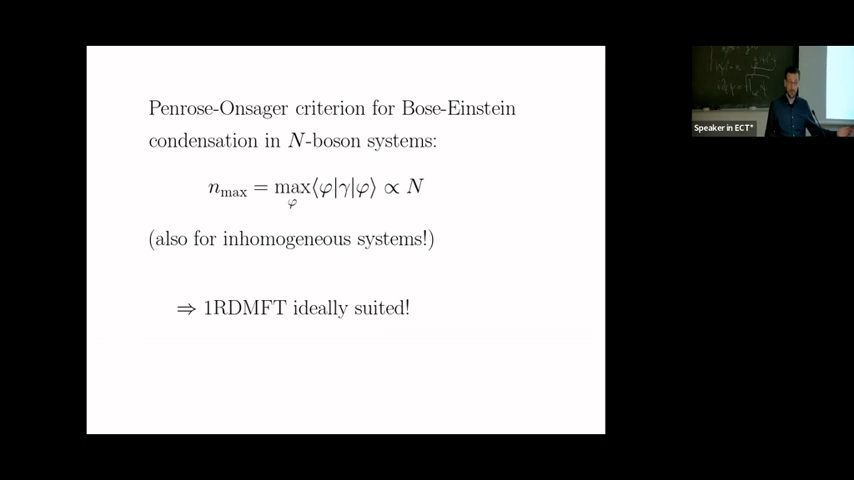 Penrose-Onsager criterion for Bose-Einstein
condensation in N-boson systems:
n_max = max_φ ⟨φ|γ|φ⟩ ∝ N
(also for inhomogeneous systems!)
⇒ 1RDMFT ideally suited!
Speaker in ECT*